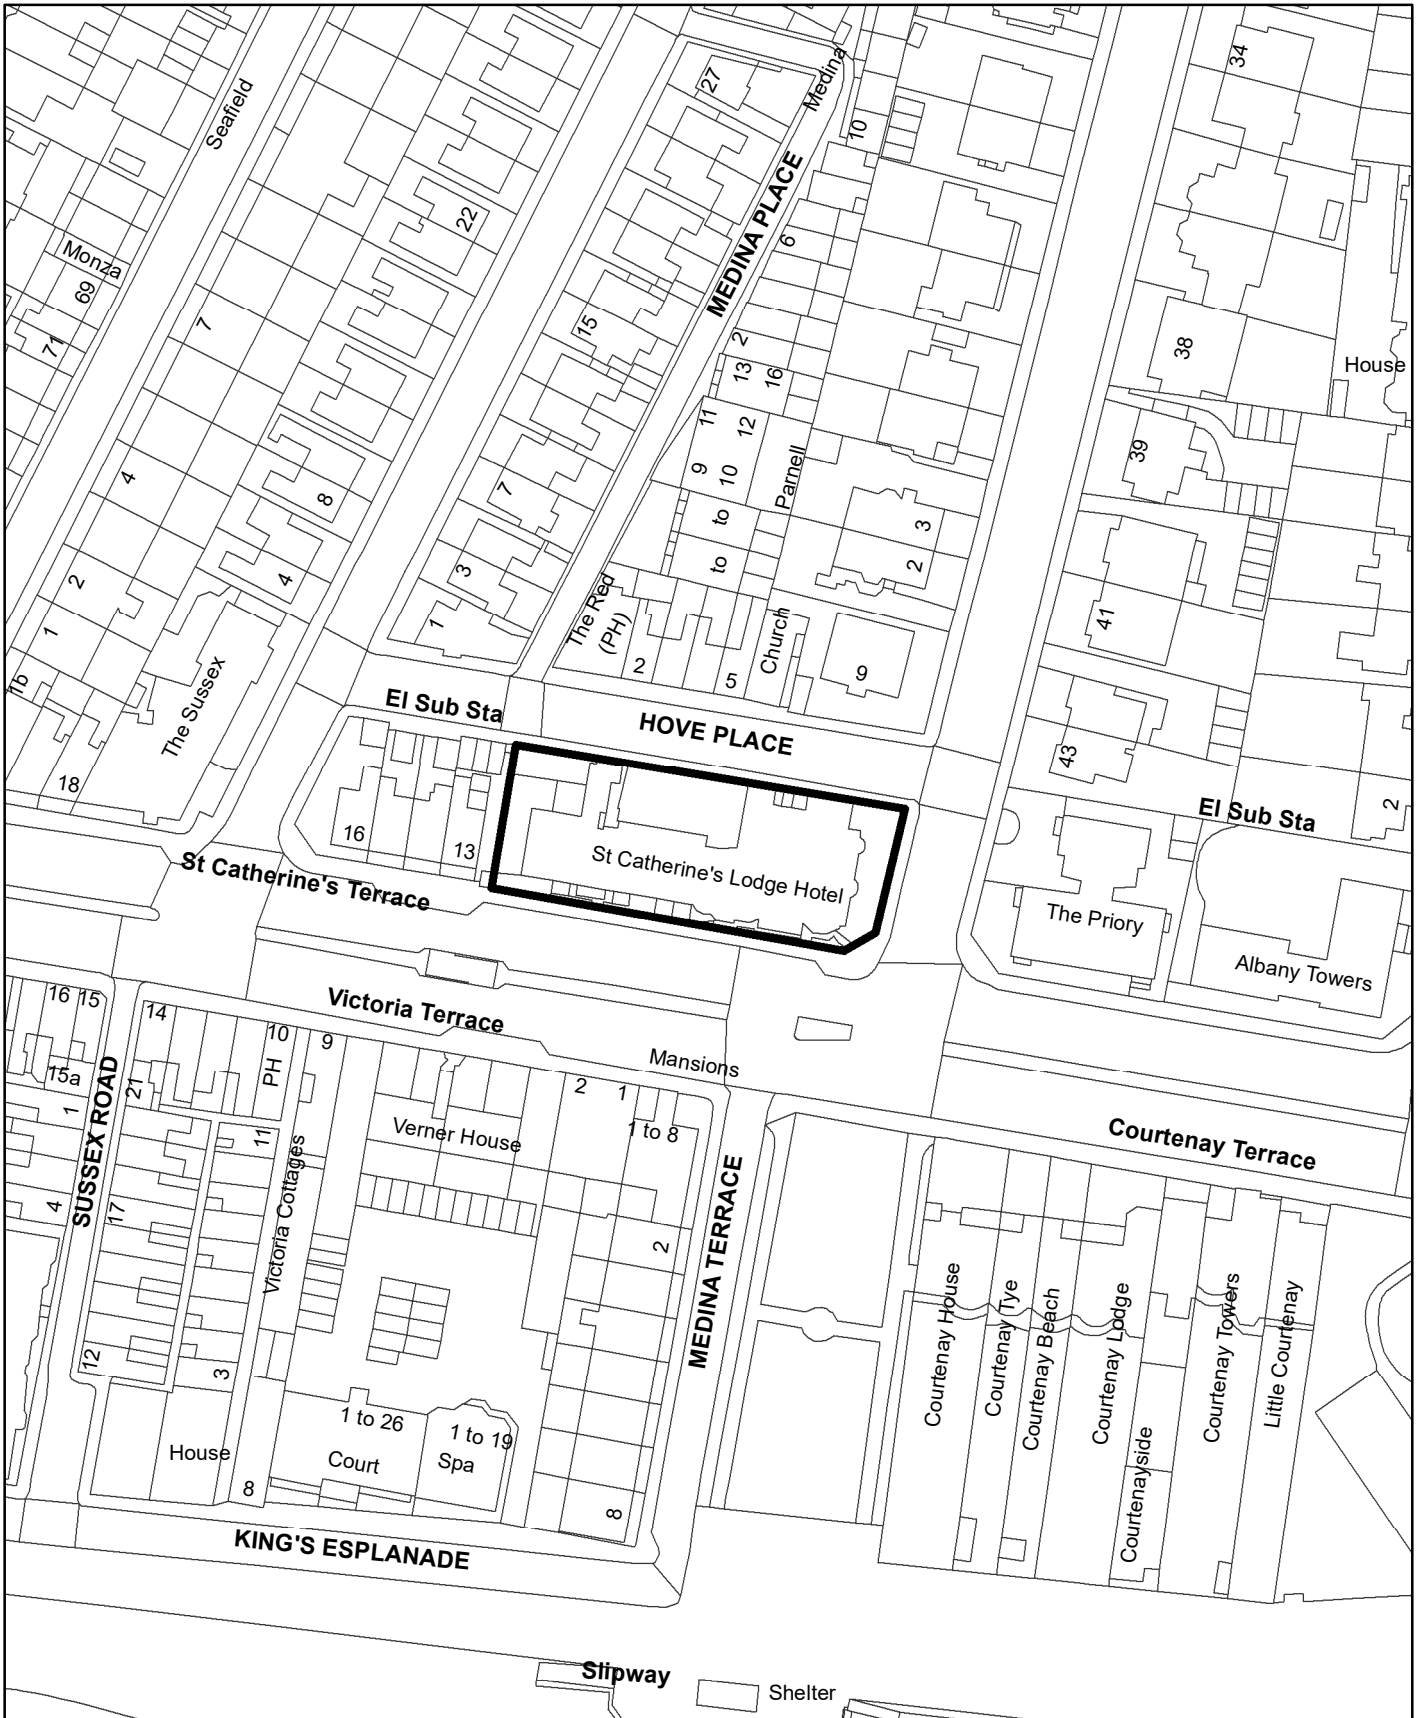 34
27
Medina
Seafield
10
MEDINA PLACE
22
6
Monza
69
7
15
2
71
38
House
13
16
11
12
39
9
10
Parnell
4
8
7
to
3
2
to
3
4
2
The Red
(PH)
41
1
1
Church
2
5
9
1b
The Sussex
El Sub Sta
HOVE PLACE
43
18
El Sub Sta
2
16
13
St Catherine's Terrace
St Catherine's Lodge Hotel
The Priory
Albany Towers
16
15
14
Victoria Terrace
10
PH
9
Mansions
15a
21
2
1
1
SUSSEX ROAD
11
Verner House
1 to 8
Courtenay Terrace
4
17
Victoria Cottages
2
MEDINA TERRACE
Courtenay House
Courtenay Tye
Courtenay Beach
Courtenay Lodge
Courtenayside
Courtenay Towers
Little Courtenay
12
3
1 to 26
1 to 19
House
Court
Spa
8
8
KING'S ESPLANADE
Slipway
Shelter